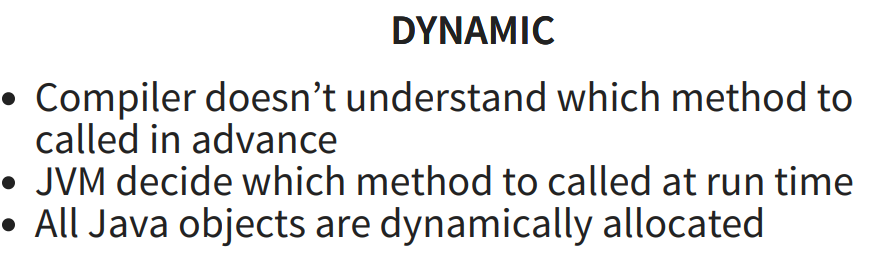 DYNAMIC
• Compiler doesn’t understand which method to
called in advance
• JVM decide which method to called at run time
• All Java objects are dynamically allocated